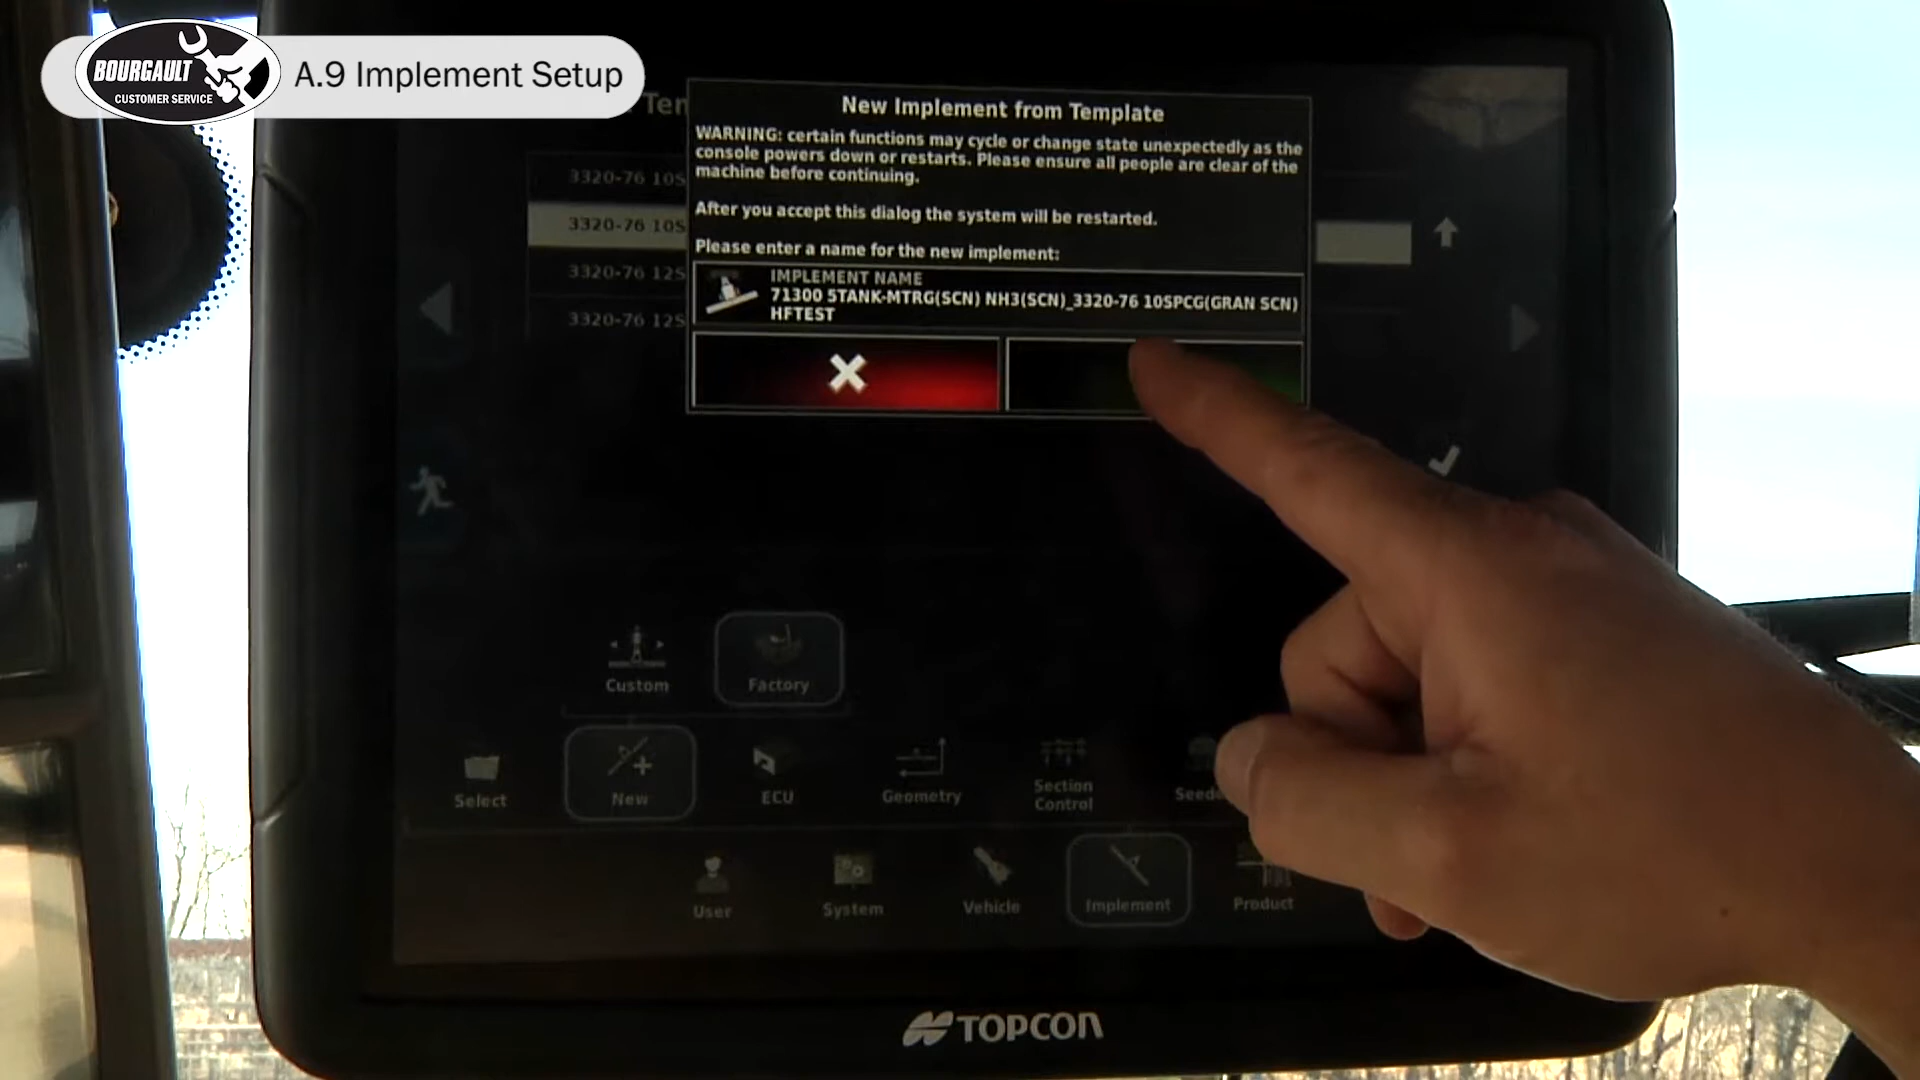 BOURGAULT
CUSTOMER SERVICE
A.9 Implement Setup
New Implement from Template
WARNING: certain functions may cycle or change state unexpectedly as the
console powers down or restarts. Please ensure all people are clear of the
machine before continuing.
After you accept this dialog the system will be restarted.
Please enter a name for the new implement:
IMPLEMENT NAME
71300 5TANK-MTRG(SCN) NH3(SCN)_3320-76 10SPCG(GRAN SCN)
HFTEST
3320-76 10S
3320-76 10S
3320-76 12S
3320-76 12S
Custom
Factory
Select
New
ECU
Geometry
Section
Control
User
System
Vehicle
Implement
Product
TOPCON